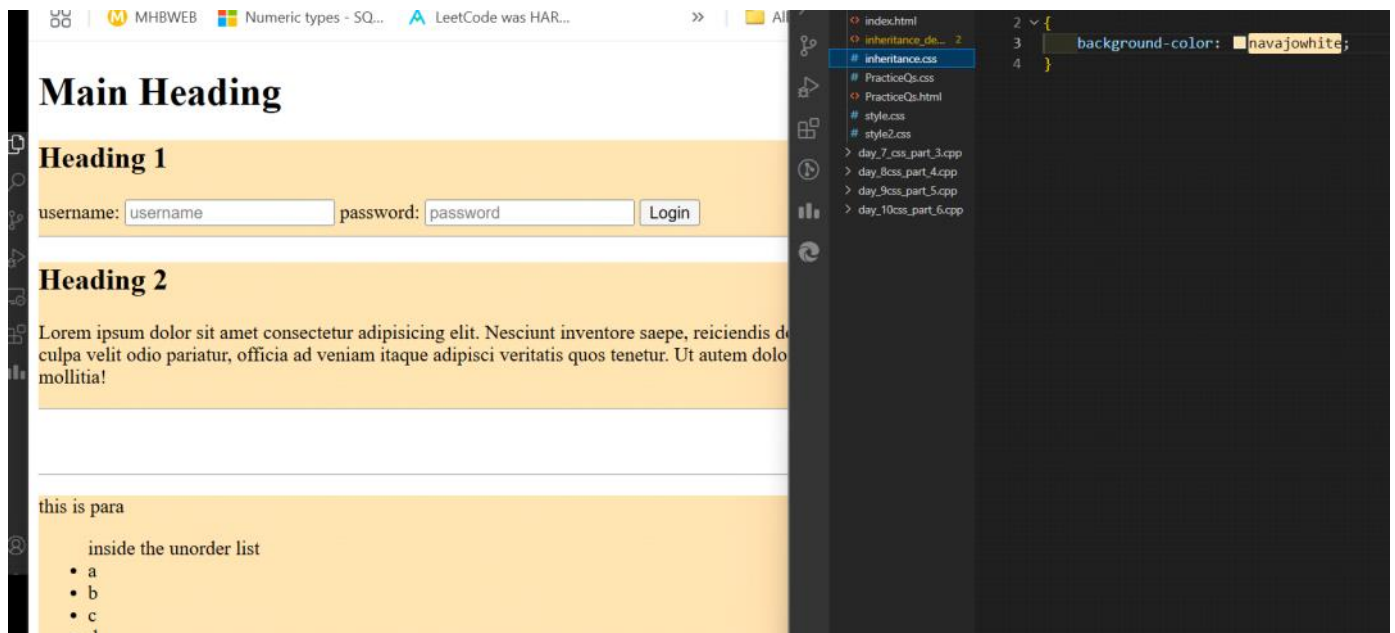 MHBWEB Numeric types - SQ... LeetCode was HAR... » All
Main Heading
Heading 1
username: username password: password Login
Heading 2
Lorem ipsum dolor sit amet consectetur adipisicing elit. Nesciunt inventore saepe, reiciendis
culpa velit odio pariatur, officia ad veniam itaque adipisci veritatis quos tenetur. Ut autem dolo
mollitia!
this is para
inside the unorder list
• a
• b
• c
index.html
inheritance_de... 2
# inheritance.css
# PracticeQs.css
PracticeQs.html
# style.css
# style2.css
> day_7_css_part_3.cpp
> day_8css_part_4.cpp
> day_9css_part_5.cpp
> day_10css_part_6.cpp
2 {
3 background-color: navajowhite;
4 }